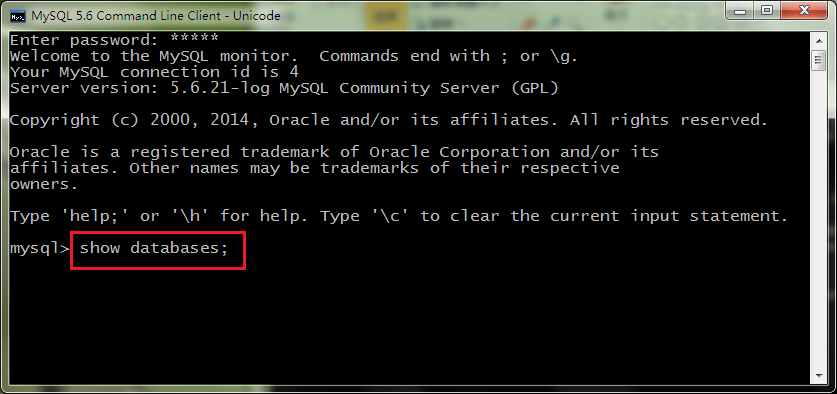 MySQL 5.6 Command Line Client - Unicode
Enter password: *****
Welcome to the MySQL monitor.  Commands end with ; or \g.
Your MySQL connection id is 4
Server version: 5.6.21-log MySQL Community Server (GPL)
Copyright (c) 2000, 2014, Oracle and/or its affiliates. All rights reserved.
Oracle is a registered trademark of Oracle Corporation and/or its
affiliates. Other names may be trademarks of their respective
owners.
Type 'help;' or '\h' for help. Type '\c' to clear the current input statement.
mysql> show databases;